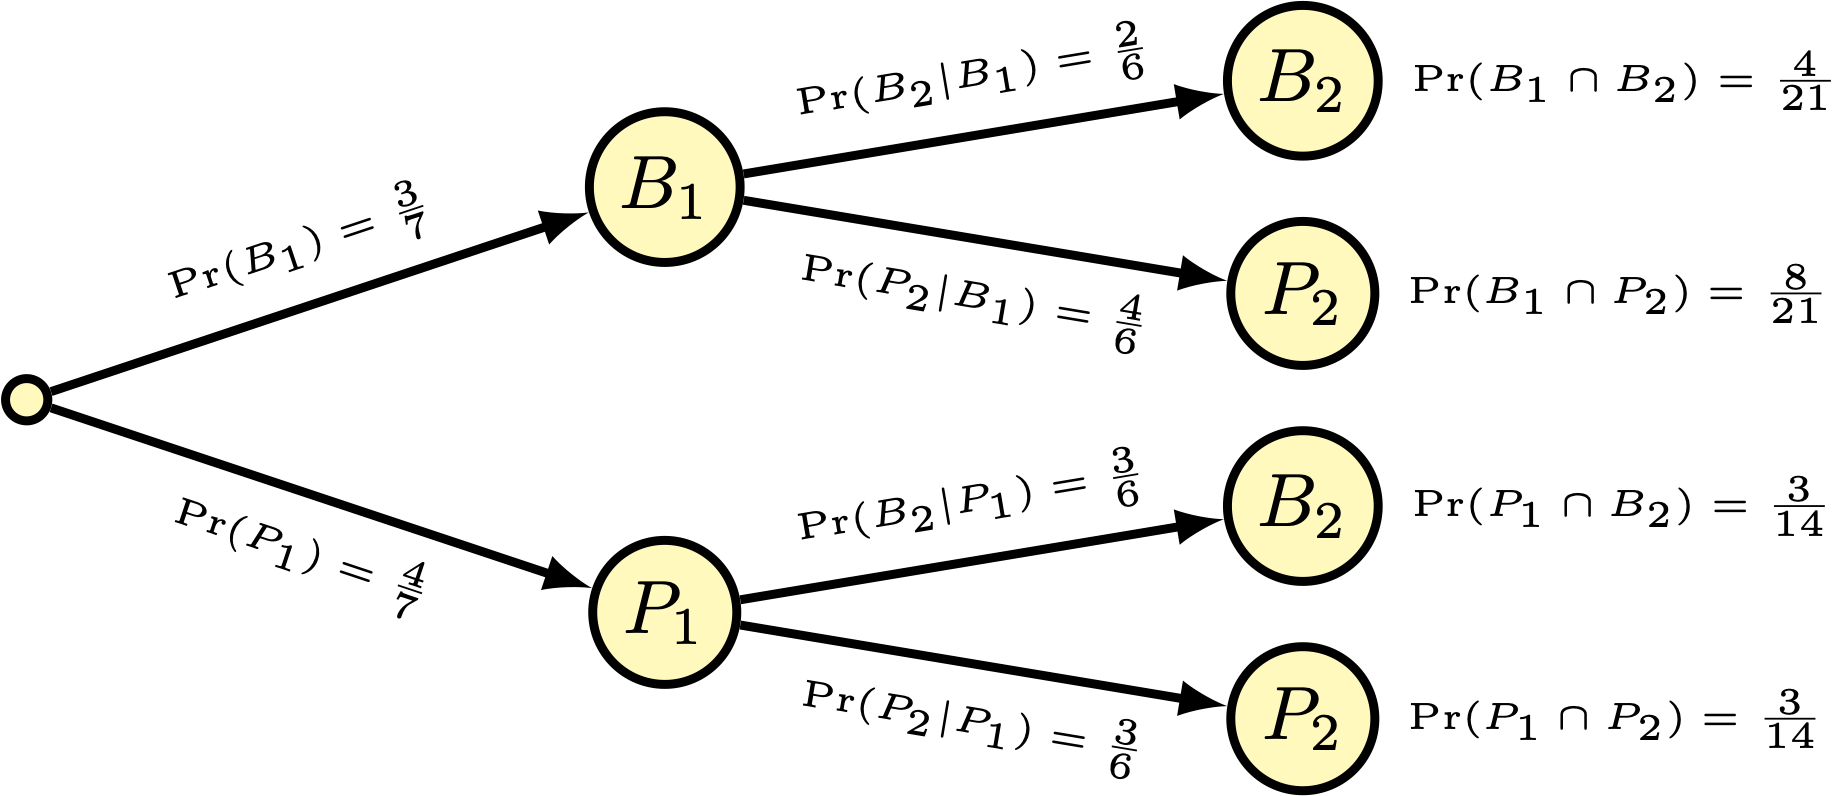 Pr(B₁) = 3/7
Pr(P₁) = 4/7
B₁
P₁
Pr(B₂|B₁) = 2/6
Pr(P₂|B₁) = 4/6
Pr(B₂|P₁) = 3/6
Pr(P₂|P₁) = 3/6
B₂
Pr(B₁ ∩ B₂) = 4/21
P₂
Pr(B₁ ∩ P₂) = 8/21
B₂
Pr(P₁ ∩ B₂) = 3/14
P₂
Pr(P₁ ∩ P₂) = 3/14